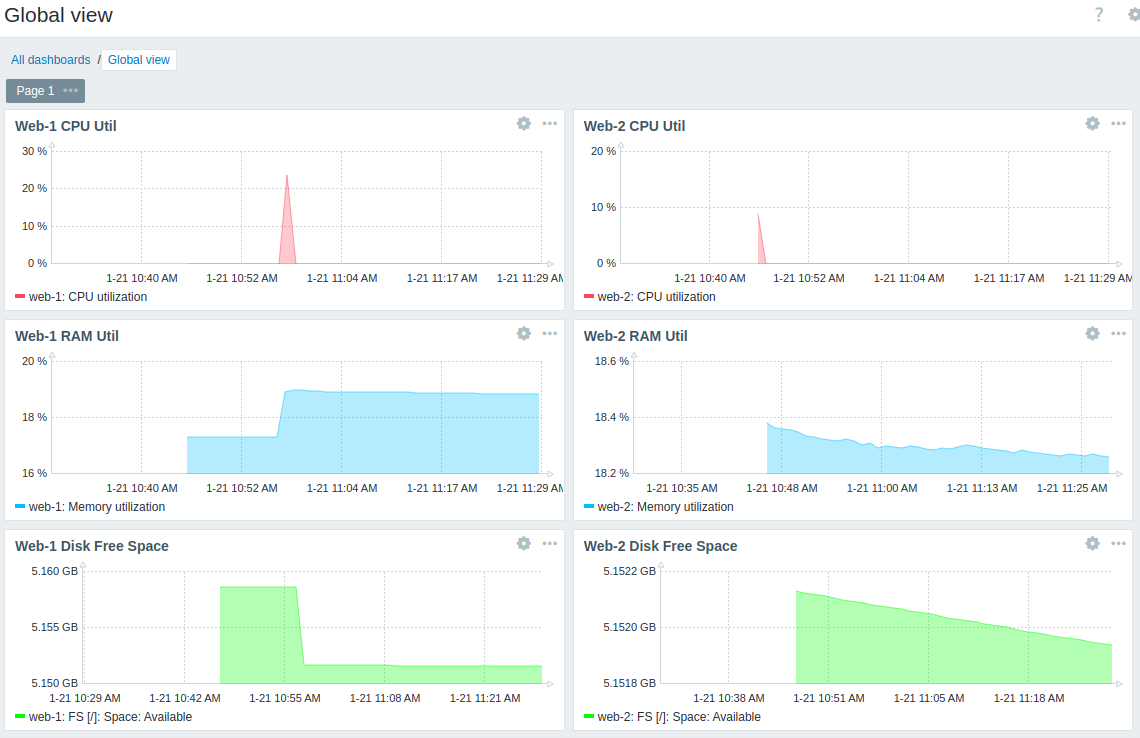 Global view
?
All dashboards / Global view
Page 1
Web-1 CPU Util
30 %
20 %
10 %
0 %
1-21 10:40 AM 1-21 10:52 AM 1-21 11:04 AM 1-21 11:17 AM 1-21 11:29 AM
web-1: CPU utilization
Web-2 CPU Util
20 %
10 %
0 %
1-21 10:40 AM 1-21 10:52 AM 1-21 11:04 AM 1-21 11:17 AM 1-21 11:29 AM
web-2: CPU utilization
Web-1 RAM Util
20 %
18 %
16 %
1-21 10:40 AM 1-21 10:52 AM 1-21 11:04 AM 1-21 11:17 AM 1-21 11:29 AM
web-1: Memory utilization
Web-2 RAM Util
18.6 %
18.4 %
18.2 %
1-21 10:35 AM 1-21 10:48 AM 1-21 11:00 AM 1-21 11:13 AM 1-21 11:25 AM
web-2: Memory utilization
Web-1 Disk Free Space
5.160 GB
5.155 GB
5.150 GB
1-21 10:29 AM 1-21 10:42 AM 1-21 10:55 AM 1-21 11:08 AM 1-21 11:21 AM
web-1: FS [/]: Space: Available
Web-2 Disk Free Space
5.1522 GB
5.1520 GB
5.1518 GB
1-21 10:38 AM 1-21 10:51 AM 1-21 11:05 AM 1-21 11:18 AM
web-2: FS [/]: Space: Available